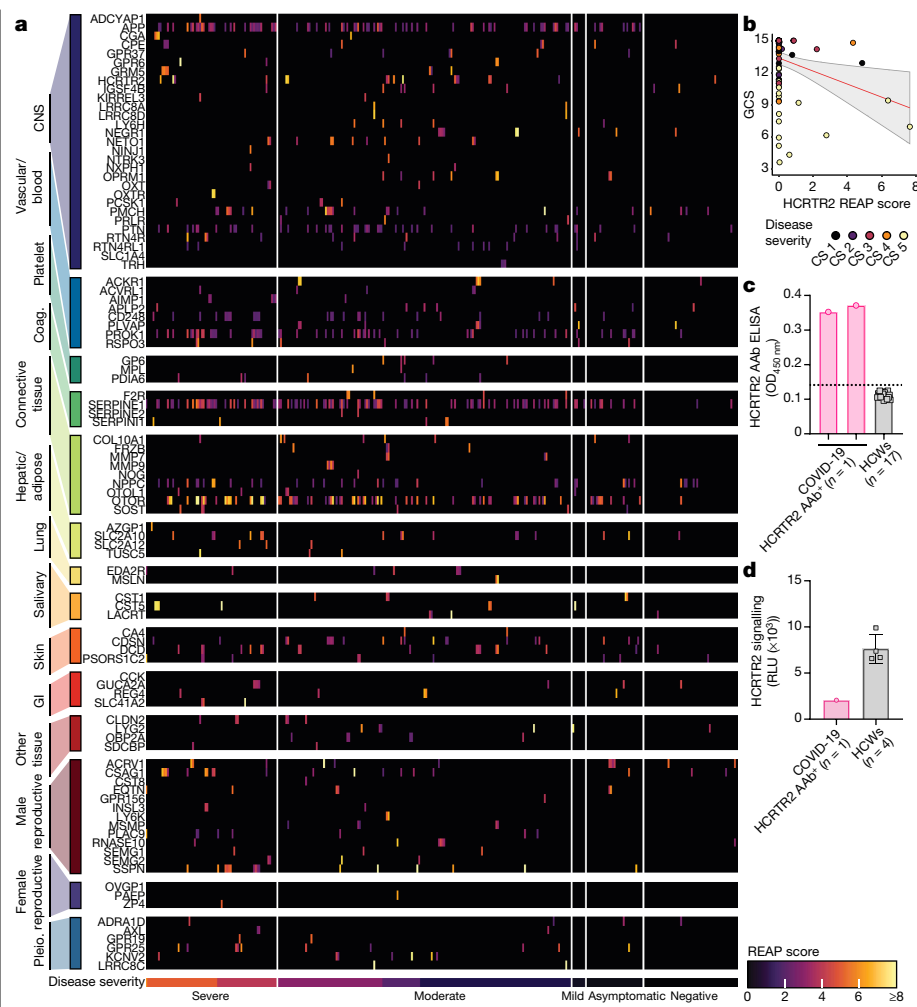 a
CNS
Vascular/
blood
Platelet
Coag.
Connective
tissue
Hepatic/
adipose
Lung
Salivary
Skin
GI
Other
tissue
Male
reproductive
Female
reproductive
Pleio.
ADCYAP1
APP
CGA
CPE
GPR37
GPR6
GRM5
HCRTR2
IGSF4B
KIRREL3
LRRC8A
LRRC8D
LY6H
NEGR1
NETO1
NINJ1
NTRK3
NXPH1
OPRM1
OXT
OXTR
PCSK1
PMCH
PRLR
PTN
RTN4R
RTN4RL1
SLC1A4
TRH
ACKR1
ACVRL1
AIMP1
APLP2
CD248
PLVAP
PROK1
RSPO3
GP6
MPL
PDIA6
F2R
SERPINE1
SERPINE2
SERPINI1
COL10A1
FRZB
MMP7
MMP9
NOG
NPPC
OTOL1
OTOR
SOST
AZGP1
SLC2A10
SLC2A12
TUSC5
EDA2R
MSLN
CST1
CST5
LACRT
CA4
CDSN
DCD
PSORS1C2
CCK
GUCA2A
REG4
SLC41A2
CLDN2
LYG2
OBP2A
SDCBP
ACRV1
CSAG1
CST8
EQTN
GPR156
INSL3
LY6K
MSMP
PLAC9
RNASE10
SEMG1
SEMG2
SSPN
OVGP1
PAEP
ZP4
ADRA1D
AXL
GPR19
GPR25
KCNV2
LRRC8C
Disease severity
Severe Moderate Mild Asymptomatic Negative
b
GCS
15
12
9
6
3
0 2 4 6 8
HCRTR2 REAP score
Disease
severity
CS 1 CS 2 CS 3 CS 4 CS 5
c
HCRTR2 AAb ELISA
(OD450 nm)
0.4
0.3
0.1
0
COVID-19
HCRTR2 AAb+ (n = 1)
HCWs
(n = 17)
d
HCRTR2 signalling
(RLU (×10³))
15
10
5
0
COVID-19
HCRTR2 AAb+ (n = 1)
HCWs
(n = 4)
REAP score
0 2 4 6 ≥8